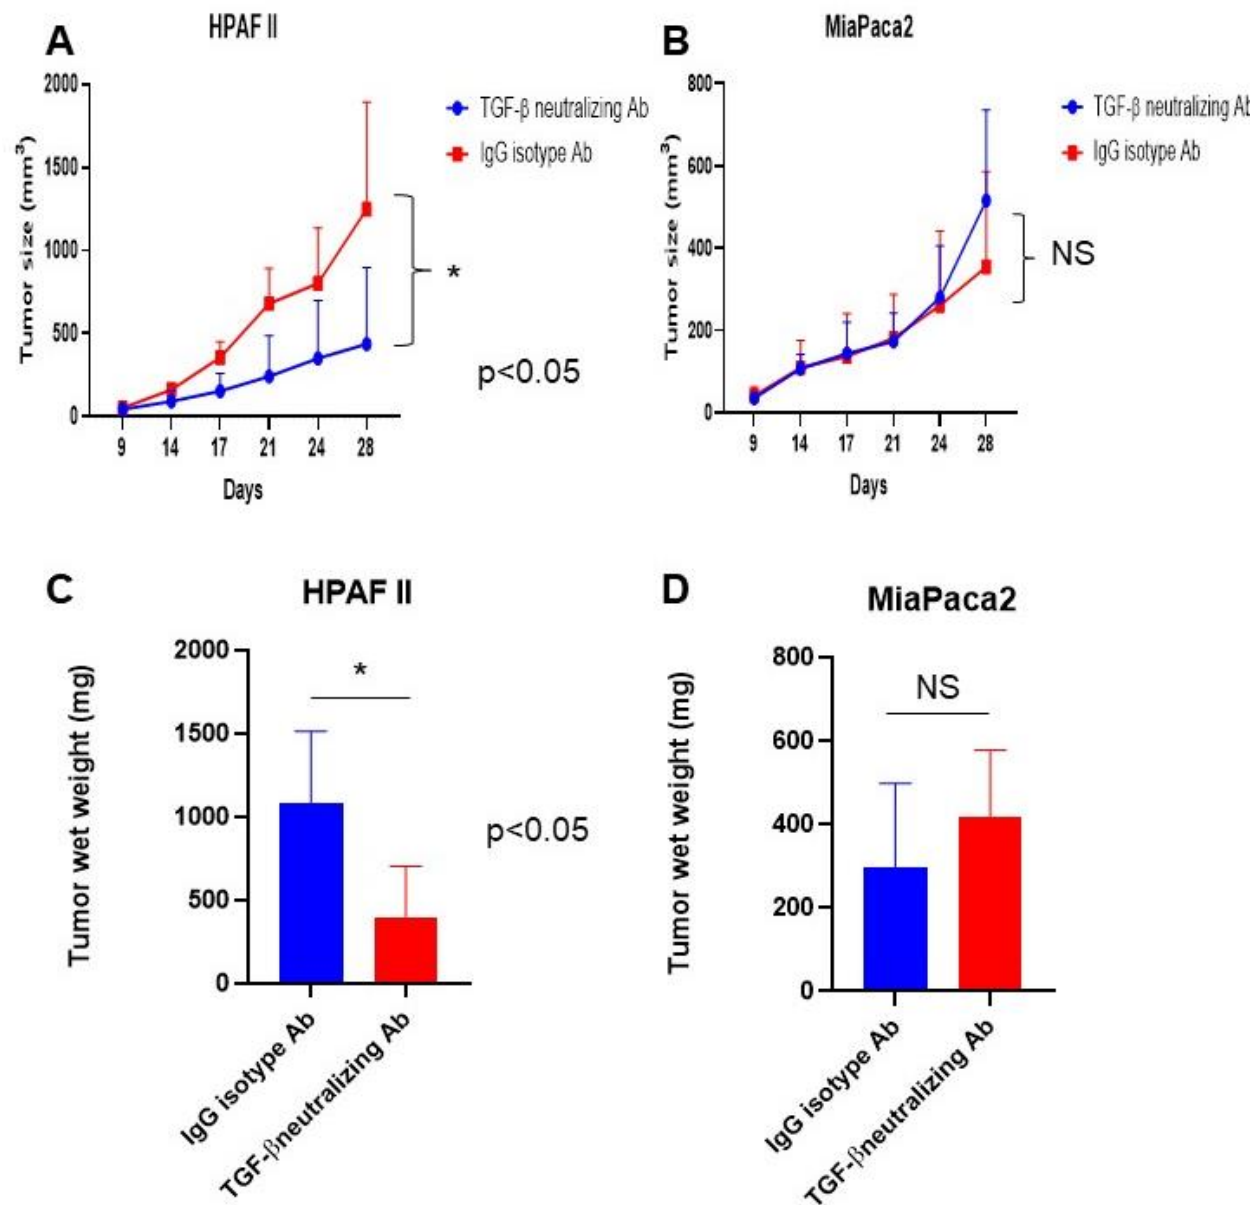 A
HPAF II
2000
1500
1000
500
0
Tumor size (mm³)
9 14 17 21 24 28
Days
TGF-β neutralizing Ab
IgG isotype Ab
*
p<0.05
B
MiaPaca2
800
600
400
200
0
Tumor size (mm³)
9 14 17 21 24 28
Days
TGF-β neutralizing Ab
IgG isotype Ab
NS
C
HPAF II
2000
1500
1000
500
0
Tumor wet weight (mg)
*
p<0.05
IgG isotype Ab
TGF-βneutralizing Ab
D
MiaPaca2
800
600
400
200
0
Tumor wet weight (mg)
NS
IgG isotype Ab
TGF-βneutralizing Ab